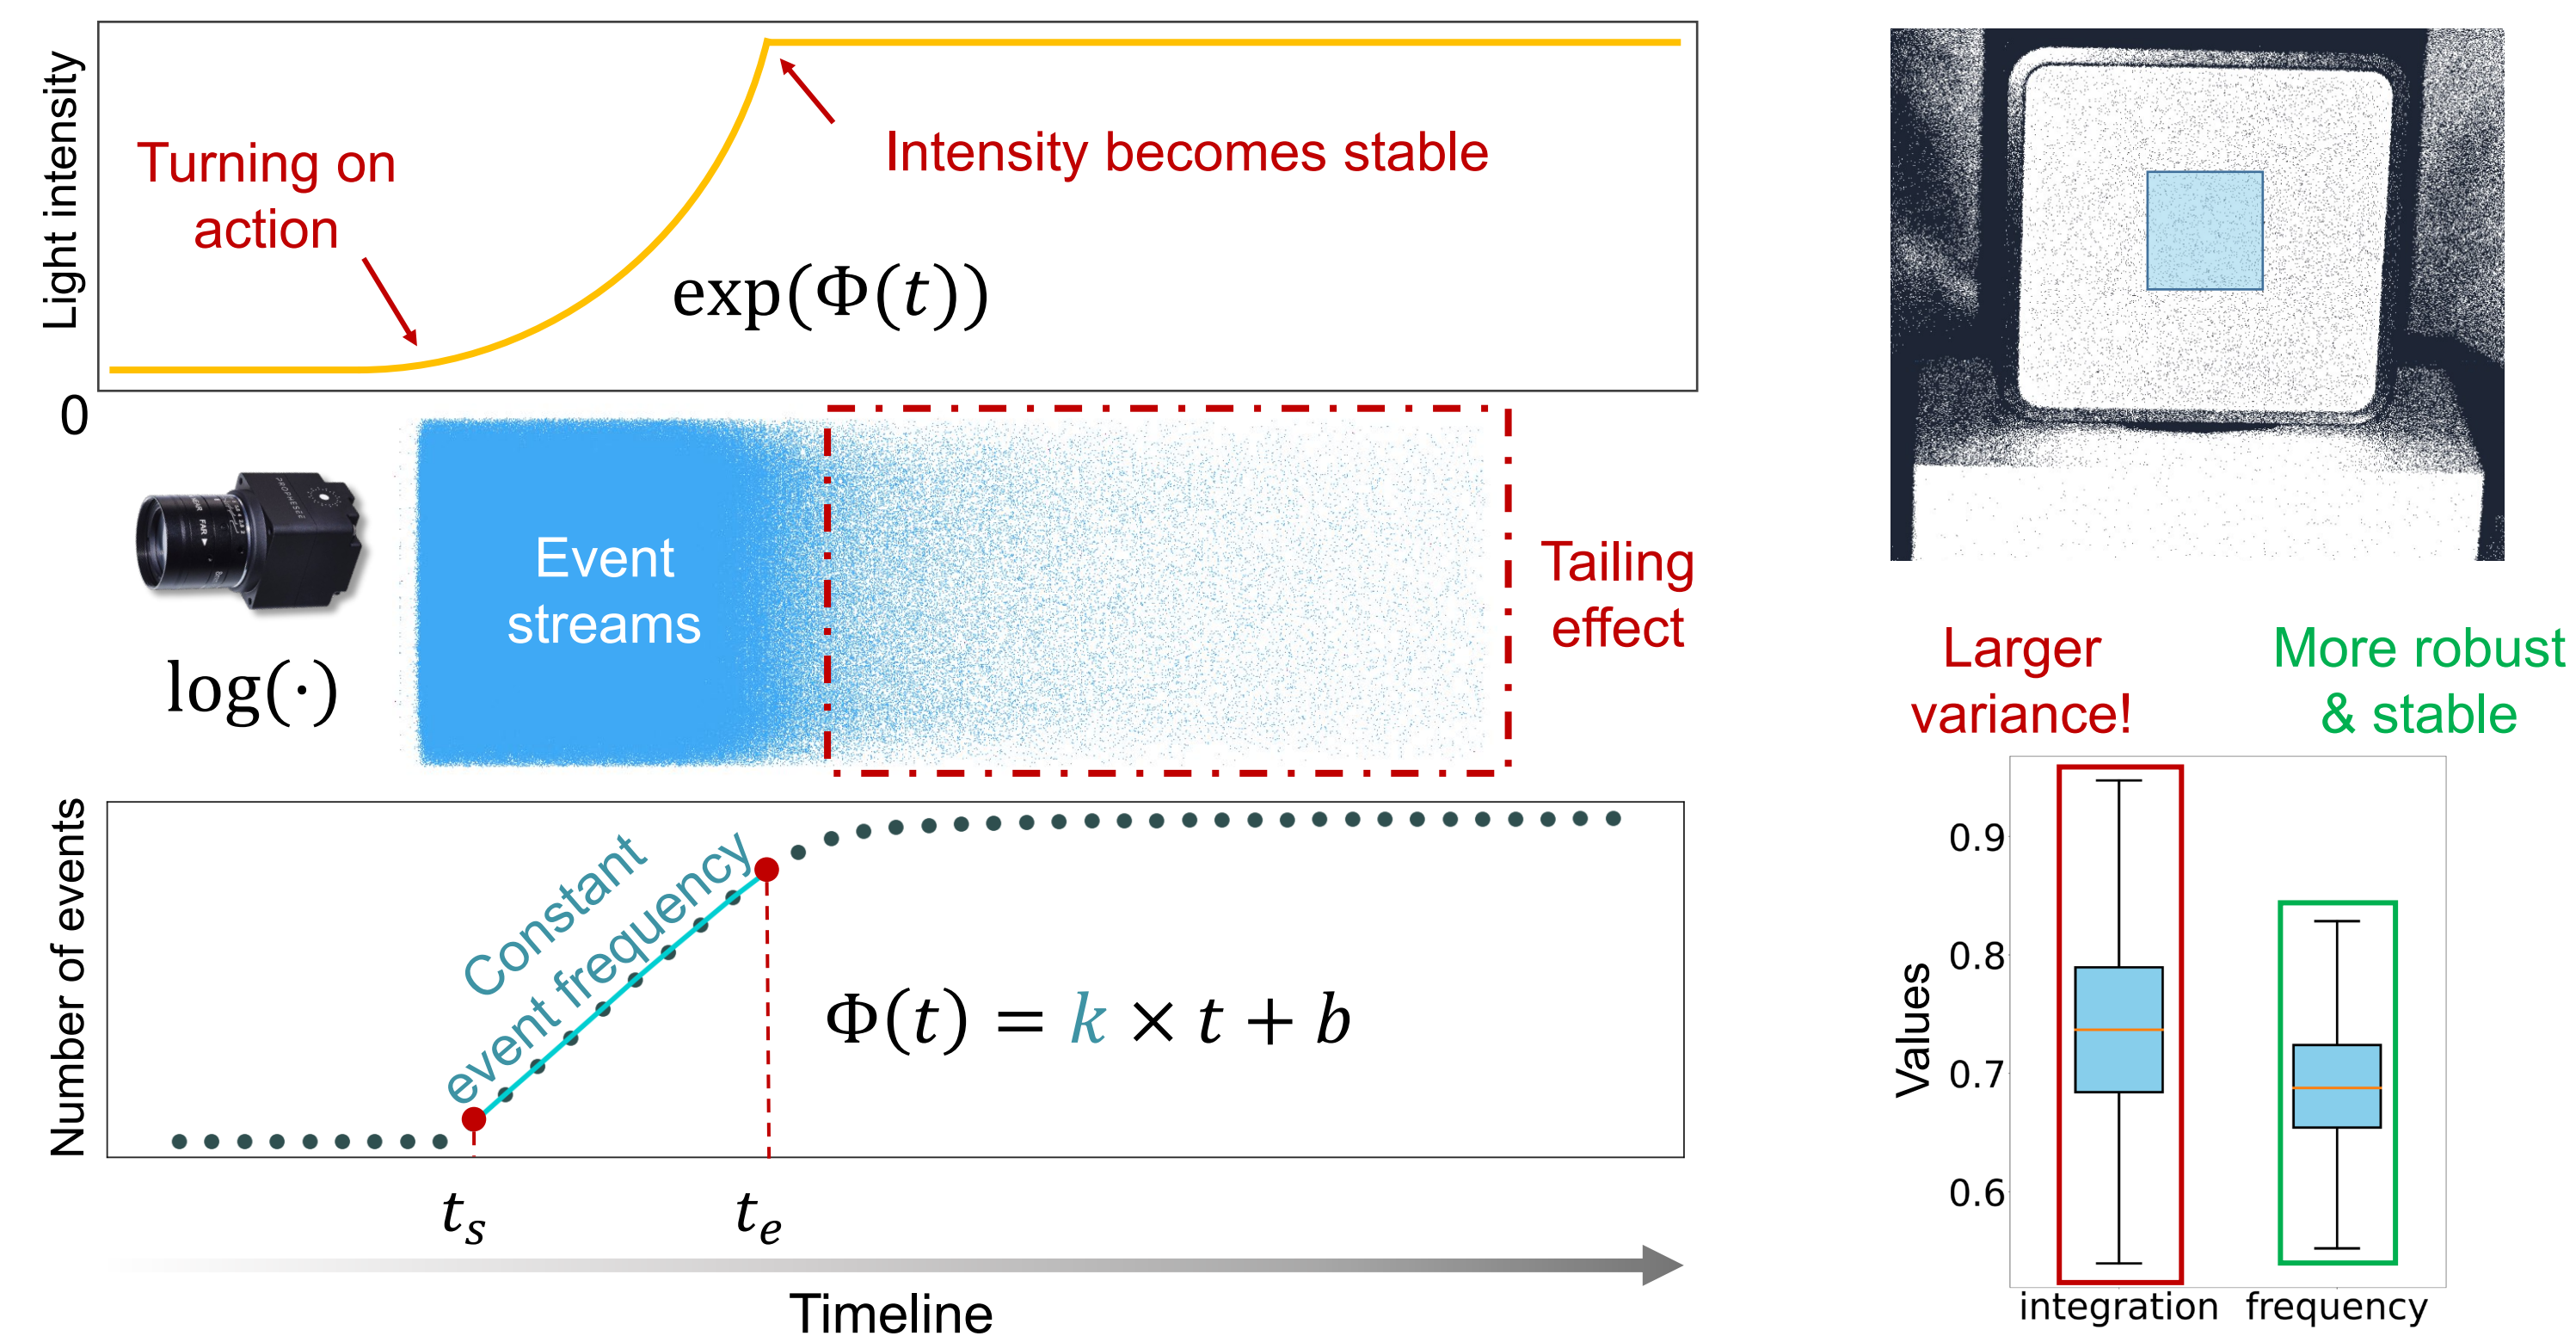 Light intensity
Turning on
action
Intensity becomes stable
exp(Φ(t))
0
PROPHESEE
FAR
log(·)
Event
streams
Tailing
effect
Number of events
Constant
event frequency
Φ(t) = k × t + b
t_s
t_e
Timeline
Larger
variance!
More robust
& stable
Values
0.9
0.8
0.7
0.6
integration
frequency